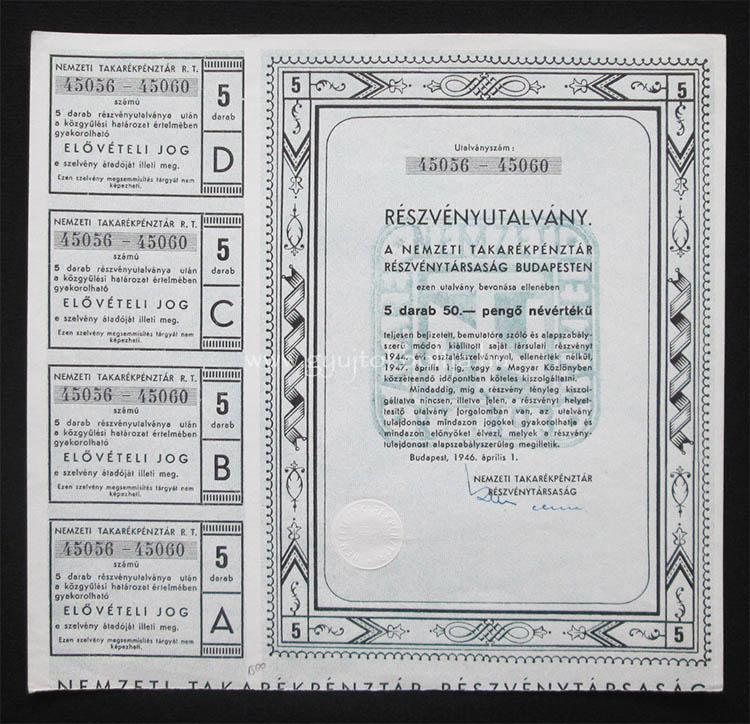 NEMZETI TAKARÉKPÉNZTÁR R. T.
45056 - 45060
számú
5 darab részvényutalvány után
a közgyűlési határozat értelmében
gyakorolható
ELŐVÉTELI JOG
e szelvény átadóját illeti meg.
Ezen szelvény megsemmisítés tárgyát nem
képezheti.
5
darab
D
NEMZETI TAKARÉKPÉNZTÁR R. T.
45056 - 45060
számú
5 darab részvényutalványa után
a közgyűlési határozat értelmében
gyakorolható
ELŐVÉTELI JOG
e szelvény átadóját illeti meg.
Ezen szelvény megsemmisítés tárgyát nem
képezheti.
5
darab
C
NEMZETI TAKARÉKPÉNZTÁR R. T.
45056 - 45060
számú
5 darab részvényutalványa után
a közgyűlési határozat értelmében
gyakorolható
ELŐVÉTELI JOG
e szelvény átadóját illeti meg.
Ezen szelvény megsemmisítés tárgyát nem
képezheti.
5
darab
B
NEMZETI TAKARÉKPÉNZTÁR R. T.
45056 - 45060
számú
5 darab részvényutalványa után
a közgyűlési határozat értelmében
gyakorolható
ELŐVÉTELI JOG
e szelvény átadóját illeti meg.
Ezen szelvény megsemmisítés tárgyát nem
képezheti.
5
darab
A
5 5
Utalványszám:
45056 - 45060
RÉSZVÉNYUTALVÁNY.
A NEMZETI TAKARÉKPÉNZTÁR
RÉSZVÉNYTÁRSASÁG BUDAPESTEN
ezen utalvány bevonása ellenében
5 darab 50.— pengő névértékű
teljesen befizetett, bemutatóra szóló és alapszabály-
szerű módon kiállított saját társulati részvényt
1944. évi osztalékszelvénnyel, ellenérték nélkül,
1947. április 1-ig, vagy a Magyar Közlönyben
közzéteendő időpontban köteles kiszolgáltatni.
Mindaddig, míg a részvény tényleg kiszol-
gáltatva nincsen, illetve jelen, a részvényt helyet-
tesítő utalvány forgalomban van, az utalvány
tulajdonosa mindazon jogokat gyakorolhatja és
mindazon előnyöket élvezi, melyek a részvény-
tulajdonost alapszabályszerűleg megilletik.
Budapest, 1946. április 1.
NEMZETI TAKARÉKPÉNZTÁR
RÉSZVÉNYTÁRSASÁG
5 5
NEMZETI TAKARÉKPÉNZTÁR RÉSZVÉNYTÁRSASÁG